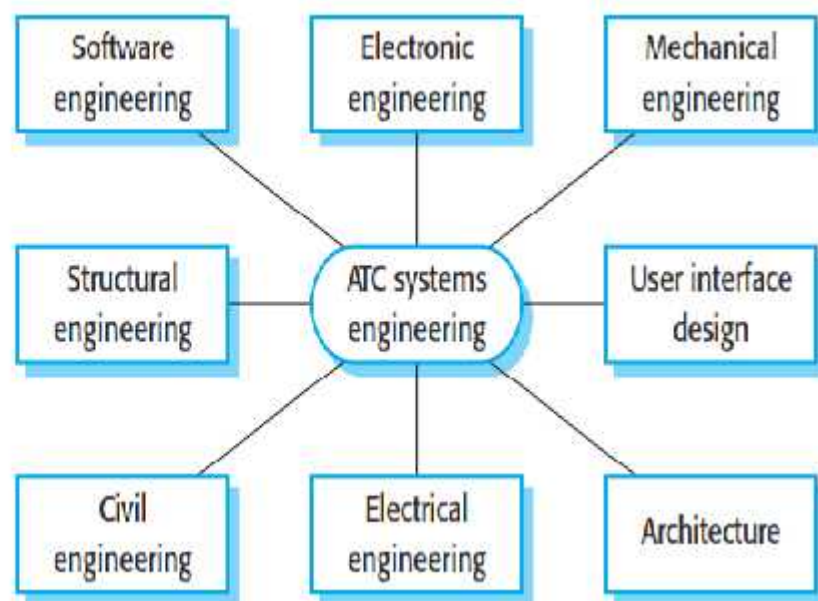 Software
engineering
Electronic
engineering
Mechanical
engineering
Structural
engineering
ATC systems
engineering
User interface
design
Civil
engineering
Electrical
engineering
Architecture